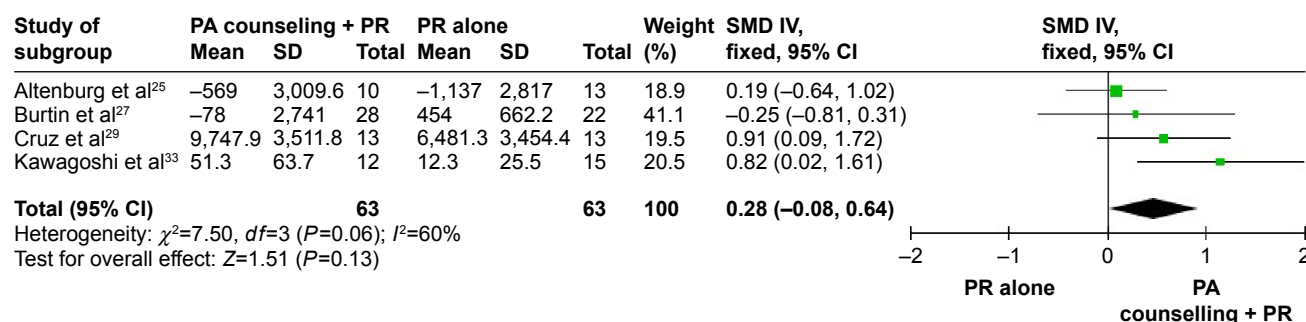 Study of PA counseling + PR PR alone Weight SMD IV, SMD IV,
subgroup Mean SD Total Mean SD Total (%) fixed, 95% CI fixed, 95% CI
Altenburg et al²⁵ –569 3,009.6 10 –1,137 2,817 13 18.9 0.19 (–0.64, 1.02)
Burtin et al²⁷ –78 2,741 28 454 662.2 22 41.1 –0.25 (–0.81, 0.31)
Cruz et al²⁹ 9,747.9 3,511.8 13 6,481.3 3,454.4 13 19.5 0.91 (0.09, 1.72)
Kawagoshi et al³³ 51.3 63.7 12 12.3 25.5 15 20.5 0.82 (0.02, 1.61)
Total (95% CI) 63 63 100 0.28 (–0.08, 0.64)
Heterogeneity: χ²=7.50, df=3 (P=0.06); I²=60%
Test for overall effect: Z=1.51 (P=0.13)
–2 –1 0 1 2
PR alone PA
counselling + PR